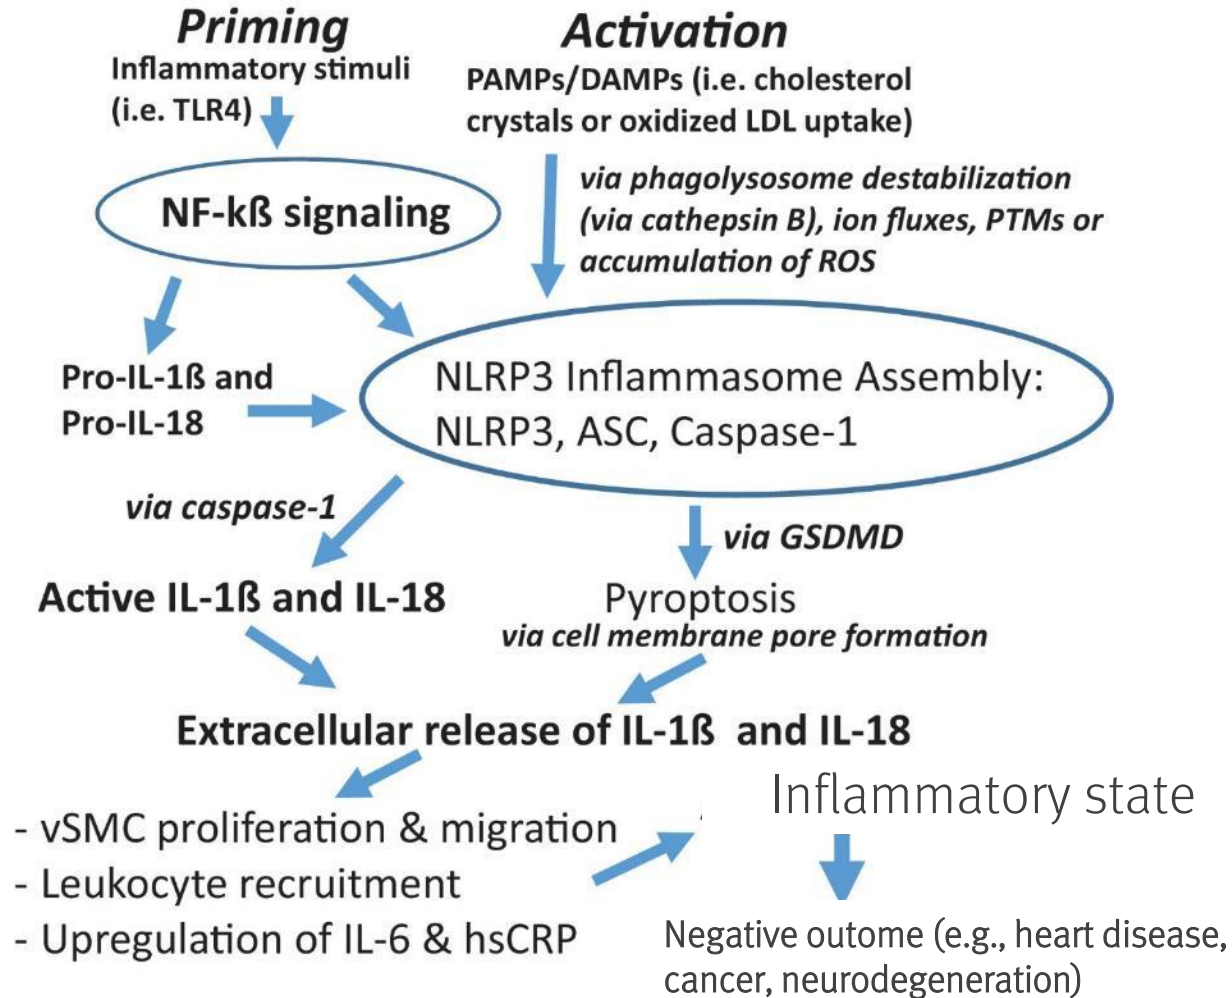 Priming
Inflammatory stimuli
(i.e. TLR4)
Activation
PAMPs/DAMPs (i.e. cholesterol
crystals or oxidized LDL uptake)
via phagolysosome destabilization
(via cathepsin B), ion fluxes, PTMs or
accumulation of ROS
NF-kß signaling
Pro-IL-1ß and
Pro-IL-18
NLRP3 Inflammasome Assembly:
NLRP3, ASC, Caspase-1
via caspase-1
via GSDMD
Active IL-1ß and IL-18
Pyroptosis
via cell membrane pore formation
Extracellular release of IL-1ß and IL-18
Inflammatory state
- vSMC proliferation & migration
- Leukocyte recruitment
- Upregulation of IL-6 & hsCRP
Negative outome (e.g., heart disease,
cancer, neurodegeneration)